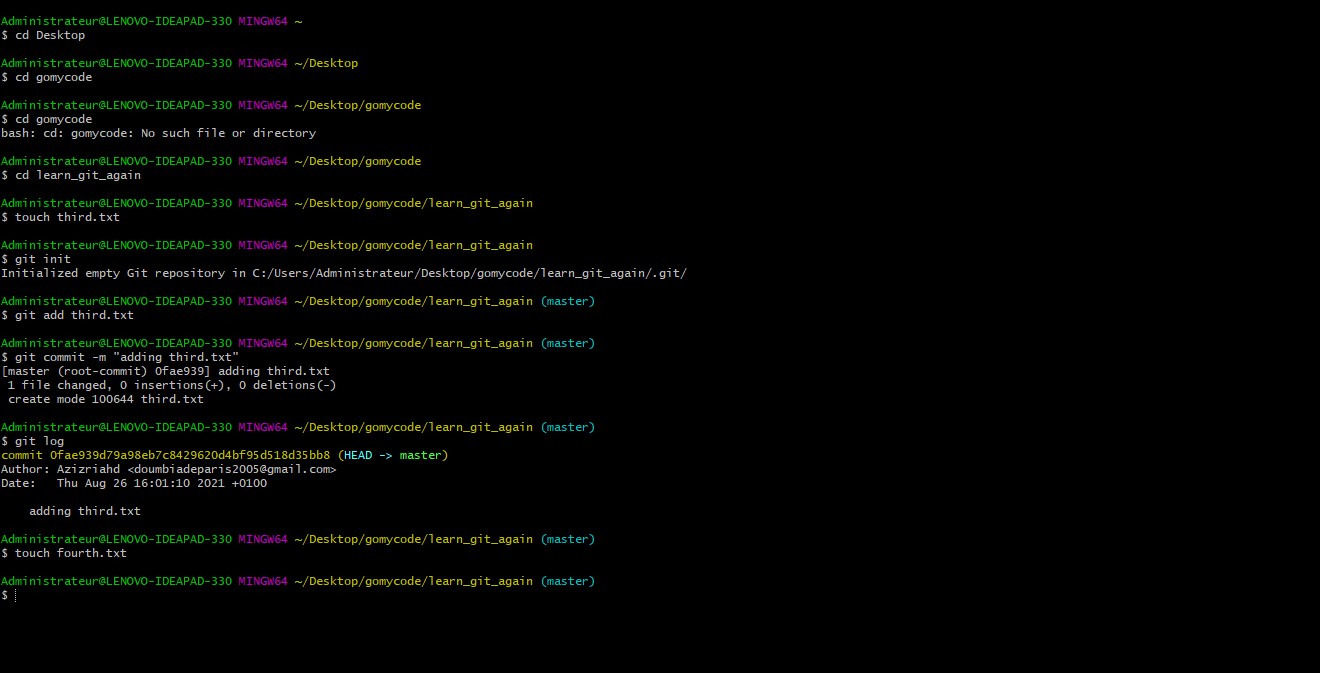 Administrateur@LENOVO-IDEAPAD-330 MINGW64 ~
$ cd Desktop
Administrateur@LENOVO-IDEAPAD-330 MINGW64 ~/Desktop
$ cd gomycode
Administrateur@LENOVO-IDEAPAD-330 MINGW64 ~/Desktop/gomycode
$ cd gomycode
bash: cd: gomycode: No such file or directory
Administrateur@LENOVO-IDEAPAD-330 MINGW64 ~/Desktop/gomycode
$ cd learn_git_again
Administrateur@LENOVO-IDEAPAD-330 MINGW64 ~/Desktop/gomycode/learn_git_again
$ touch third.txt
Administrateur@LENOVO-IDEAPAD-330 MINGW64 ~/Desktop/gomycode/learn_git_again
$ git init
Initialized empty Git repository in C:/Users/Administrateur/Desktop/gomycode/learn_git_again/.git/
Administrateur@LENOVO-IDEAPAD-330 MINGW64 ~/Desktop/gomycode/learn_git_again (master)
$ git add third.txt
Administrateur@LENOVO-IDEAPAD-330 MINGW64 ~/Desktop/gomycode/learn_git_again (master)
$ git commit -m "adding third.txt"
[master (root-commit) 0fae939] adding third.txt
 1 file changed, 0 insertions(+), 0 deletions(-)
 create mode 100644 third.txt
Administrateur@LENOVO-IDEAPAD-330 MINGW64 ~/Desktop/gomycode/learn_git_again (master)
$ git log
commit 0fae939d79a98eb7c8429620d4bf95d518d35bb8 (HEAD -> master)
Author: Azizriahd <doumbiadeparis2005@gmail.com>
Date:   Thu Aug 26 16:01:10 2021 +0100
    adding third.txt
Administrateur@LENOVO-IDEAPAD-330 MINGW64 ~/Desktop/gomycode/learn_git_again (master)
$ touch fourth.txt
Administrateur@LENOVO-IDEAPAD-330 MINGW64 ~/Desktop/gomycode/learn_git_again (master)
$